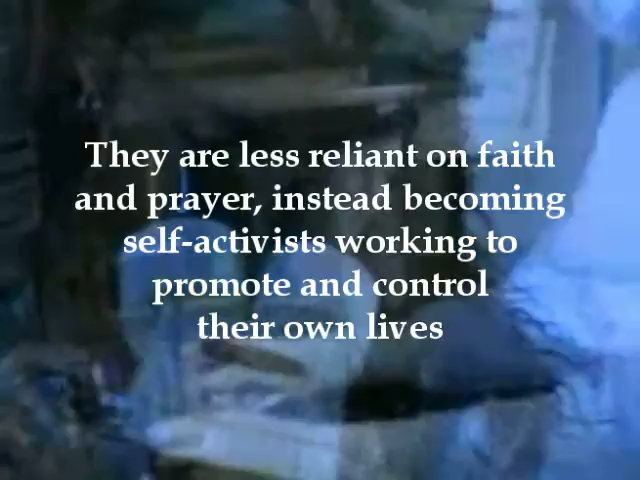 They are less reliant on faith
and prayer, instead becoming
self-activists working to
promote and control
their own lives